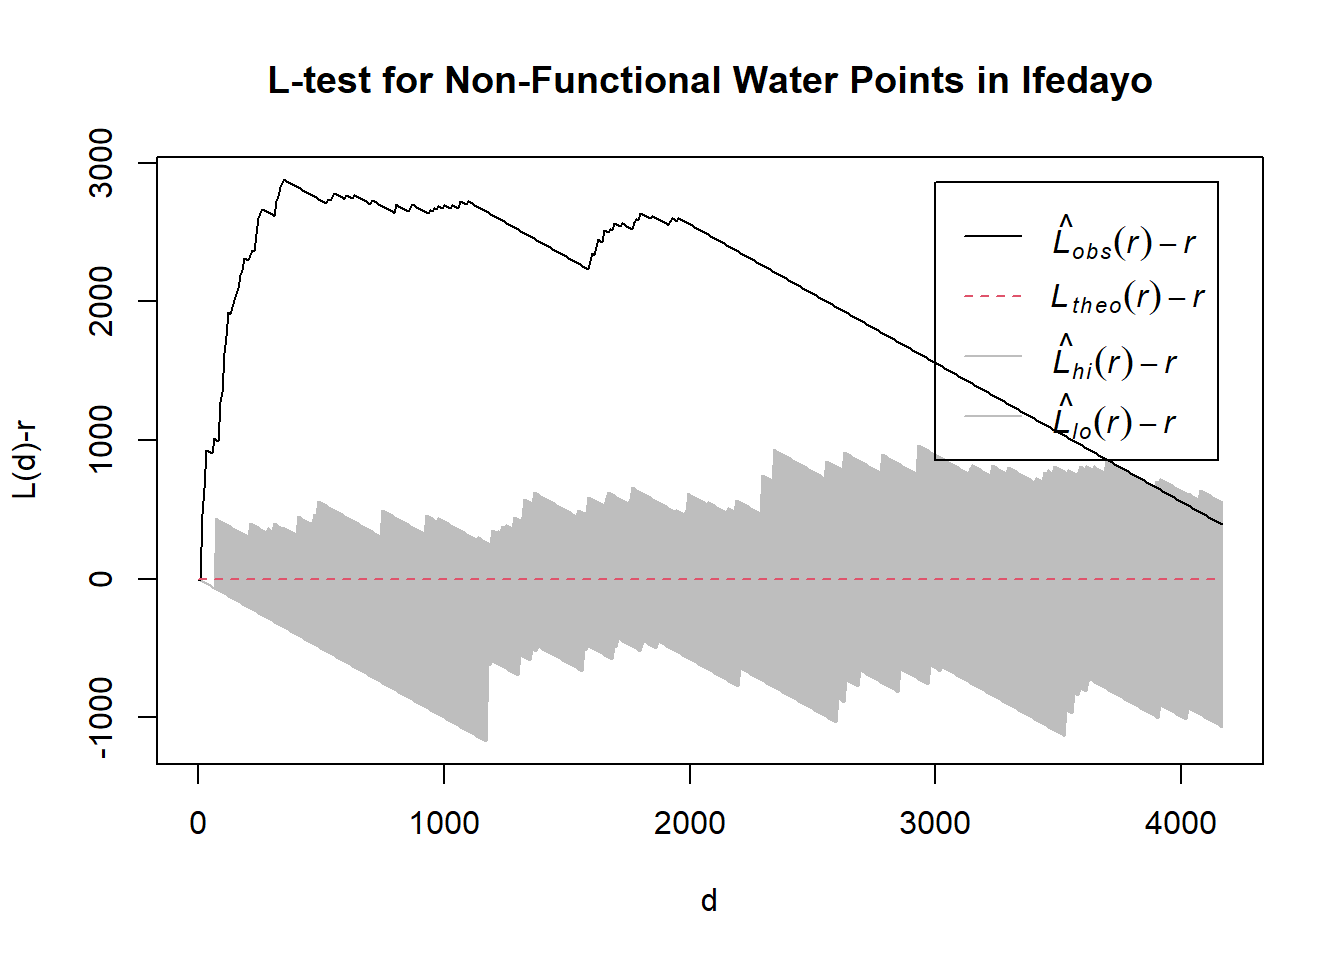 L-test for Non-Functional Water Points in Ifedayo
L(d)-r
3000
2000
1000
0
-1000
L̂obs(r) – r
Ltheo(r) – r
L̂hi(r) – r
L̂lo(r) – r
0 1000 2000 3000 4000
d